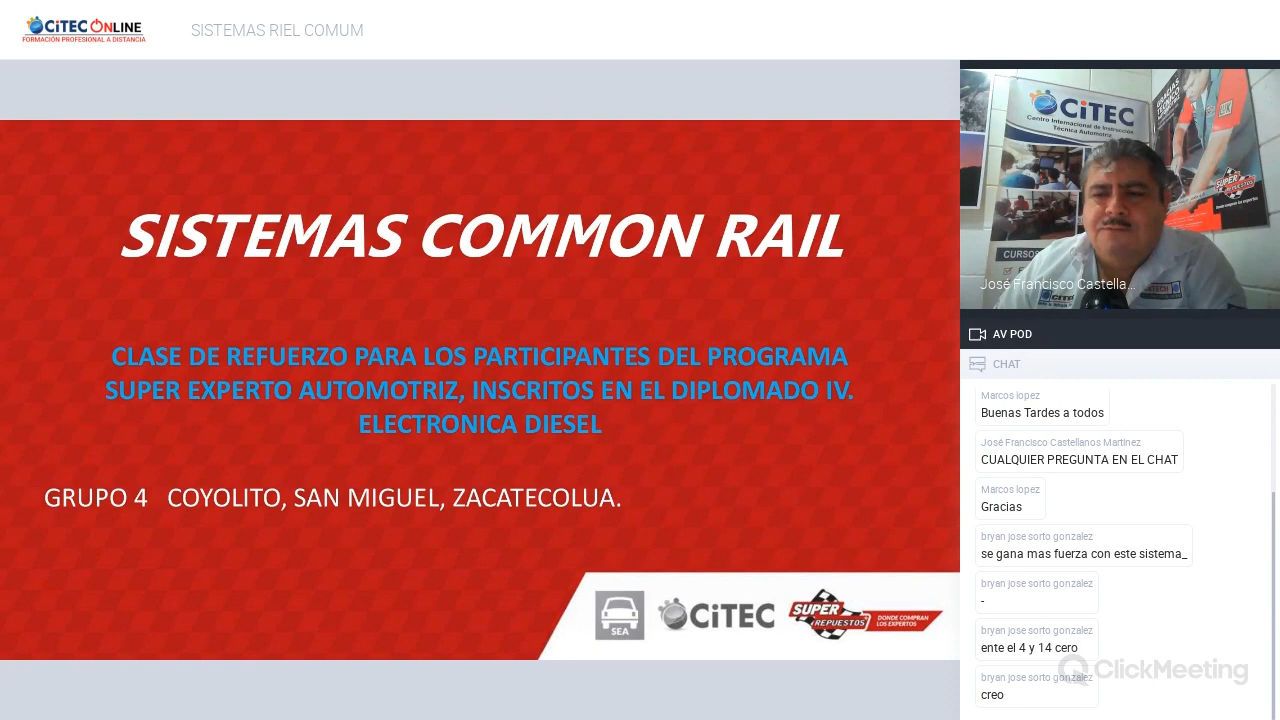 CiTEC ONLINE
FORMACIÓN PROFESIONAL A DISTANCIA
SISTEMAS RIEL COMUM
SISTEMAS COMMON RAIL
CLASE DE REFUERZO PARA LOS PARTICIPANTES DEL PROGRAMA
SUPER EXPERTO AUTOMOTRIZ, INSCRITOS EN EL DIPLOMADO IV.
ELECTRONICA DIESEL
GRUPO 4 COYOLITO, SAN MIGUEL, ZACATECOLUA.
SEA
CiTEC
SUPER
REPUESTOS
DONDE COMPRAN
LOS EXPERTOS
CiTEC
Centro Internacional de Instrucción
Técnica Automotriz
GRACIAS
SUPER
REPUESTOS
CURSOS
José Francisco Castella...
AV POD
CHAT
Marcos lopez
Buenas Tardes a todos
José Francisco Castellanos Martínez
CUALQUIER PREGUNTA EN EL CHAT
Marcos lopez
Gracias
bryan jose sorto gonzalez
se gana mas fuerza con este sistema_
bryan jose sorto gonzalez
-
bryan jose sorto gonzalez
ente el 4 y 14 cero
bryan jose sorto gonzalez
creo
ClickMeeting